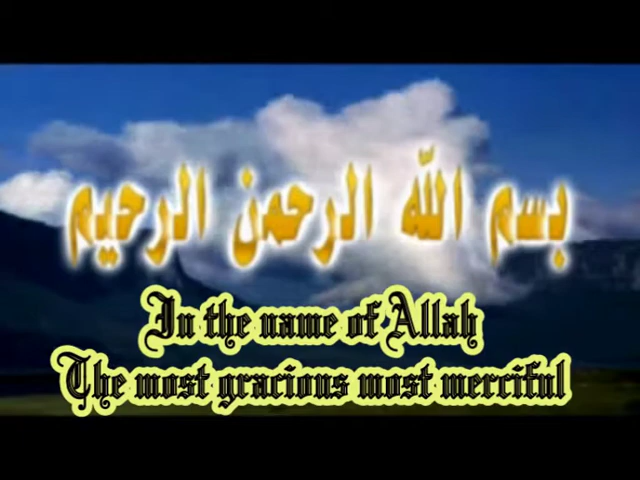 بسم الله الرحمن الرحيم
In the name of Allah
The most gracious most merciful